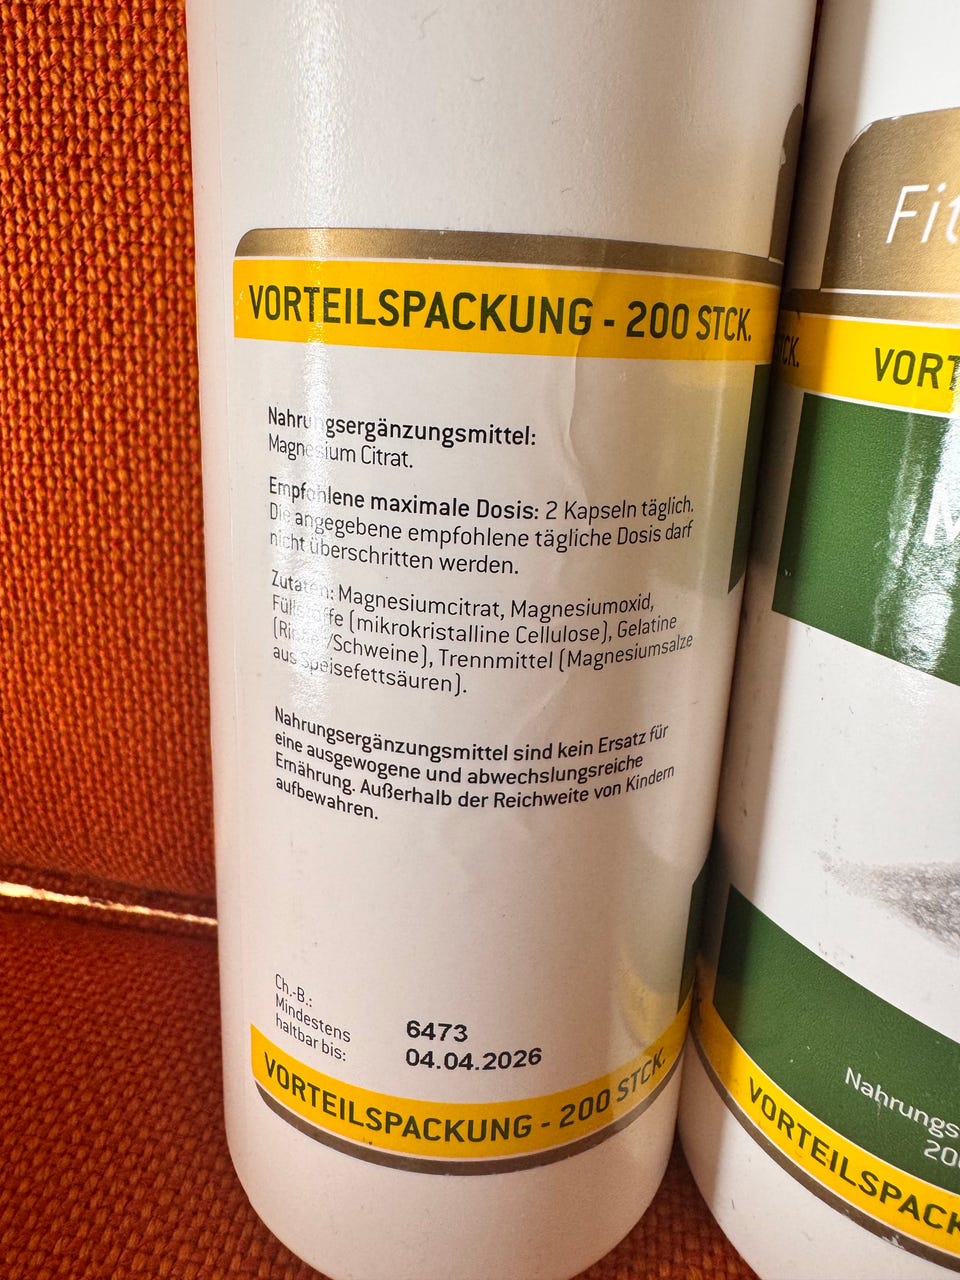 VORTEILSPACKUNG - 200 STCK.
Nahrungsergänzungsmittel:
Magnesium Citrat.
Empfohlene maximale Dosis: 2 Kapseln täglich.
Die angegebene empfohlene tägliche Dosis darf
nicht überschritten werden.
Zutaten: Magnesiumcitrat, Magnesiumoxid,
Füllstoffe (mikrokristalline Cellulose), Gelatine
(Rinder/Schweine), Trennmittel (Magnesiumsalze
aus Speisefettsäuren).
Nahrungsergänzungsmittel sind kein Ersatz für
eine ausgewogene und abwechslungsreiche
Ernährung. Außerhalb der Reichweite von Kindern
aufbewahren.
Ch.-B.: 6473
Mindestens
haltbar bis: 04.04.2026
VORTEILSPACKUNG - 200 STCK.
Fit
CK.
VORT
M
Nahrungs
200
VORTEILSPACK